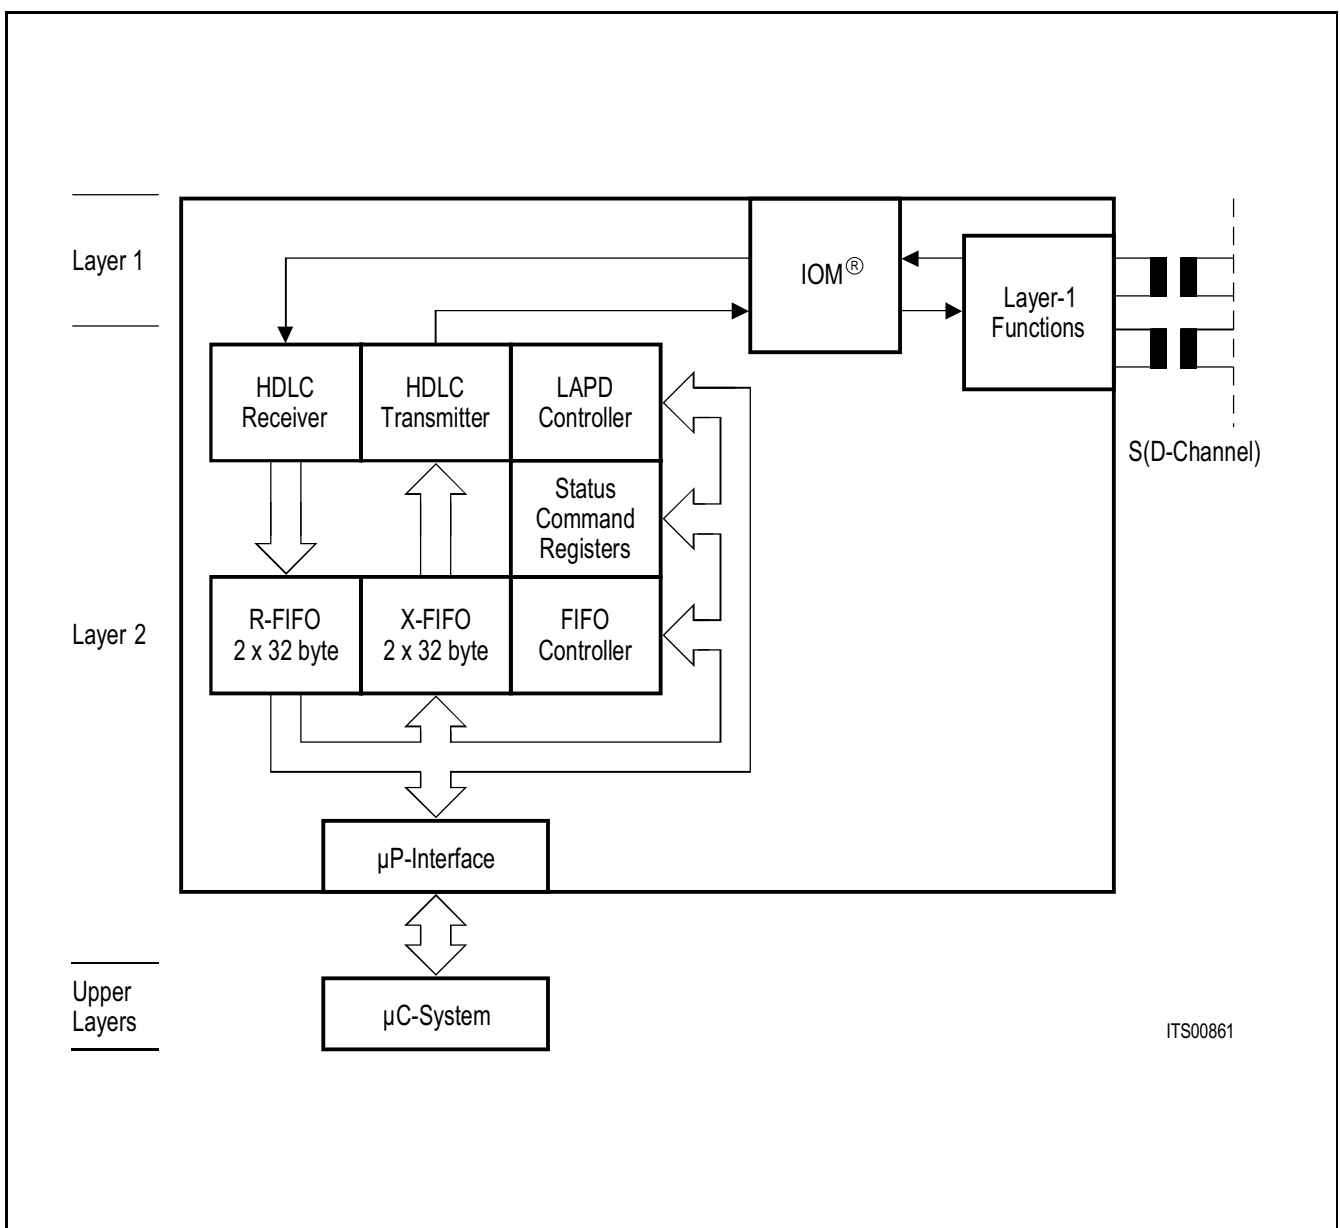 Layer 1
IOM®
Layer-1
Functions
HDLC
Receiver
HDLC
Transmitter
LAPD
Controller
S(D-Channel)
Status
Command
Registers
Layer 2
R-FIFO
2 x 32 byte
X-FIFO
2 x 32 byte
FIFO
Controller
µP-Interface
Upper
Layers
µC-System
ITS00861